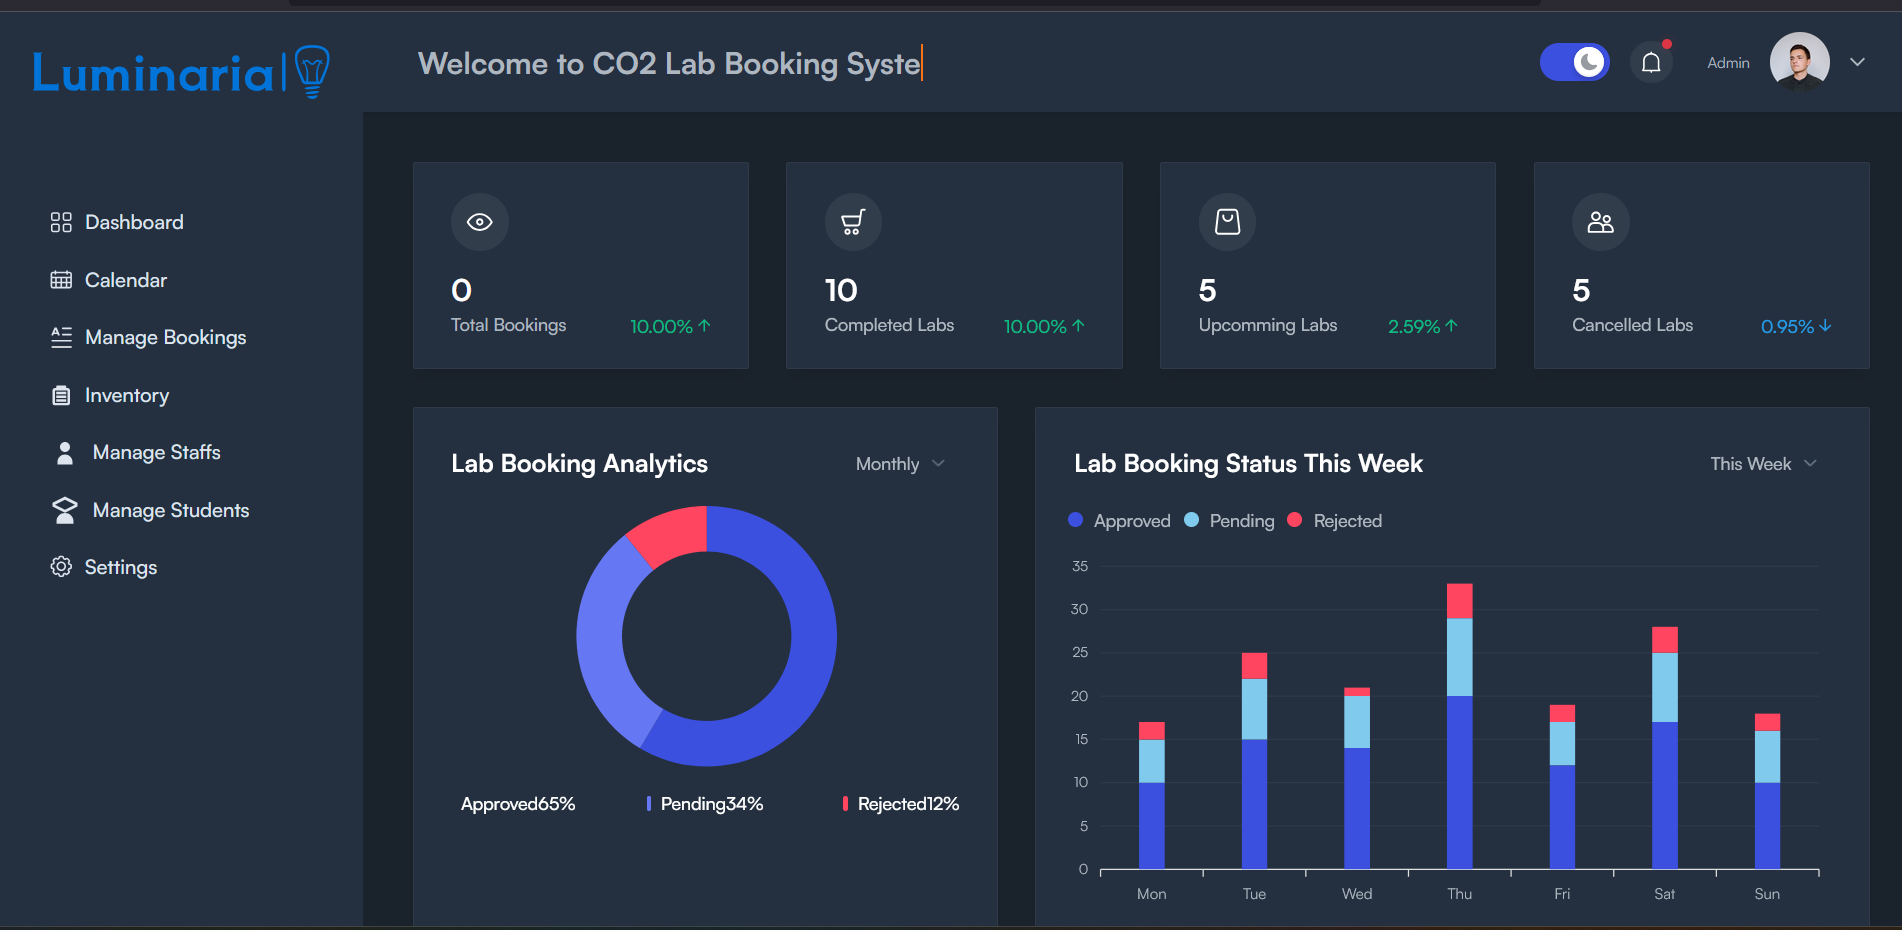 Luminaria
Welcome to CO2 Lab Booking Syste
Admin
Dashboard
Calendar
Manage Bookings
Inventory
Manage Staffs
Manage Students
Settings
0
Total Bookings
10.00%
10
Completed Labs
10.00%
5
Upcomming Labs
2.59%
5
Cancelled Labs
0.95%
Lab Booking Analytics
Monthly
Approved65%
Pending34%
Rejected12%
Lab Booking Status This Week
This Week
Approved
Pending
Rejected
35
30
25
20
15
10
5
0
Mon
Tue
Wed
Thu
Fri
Sat
Sun